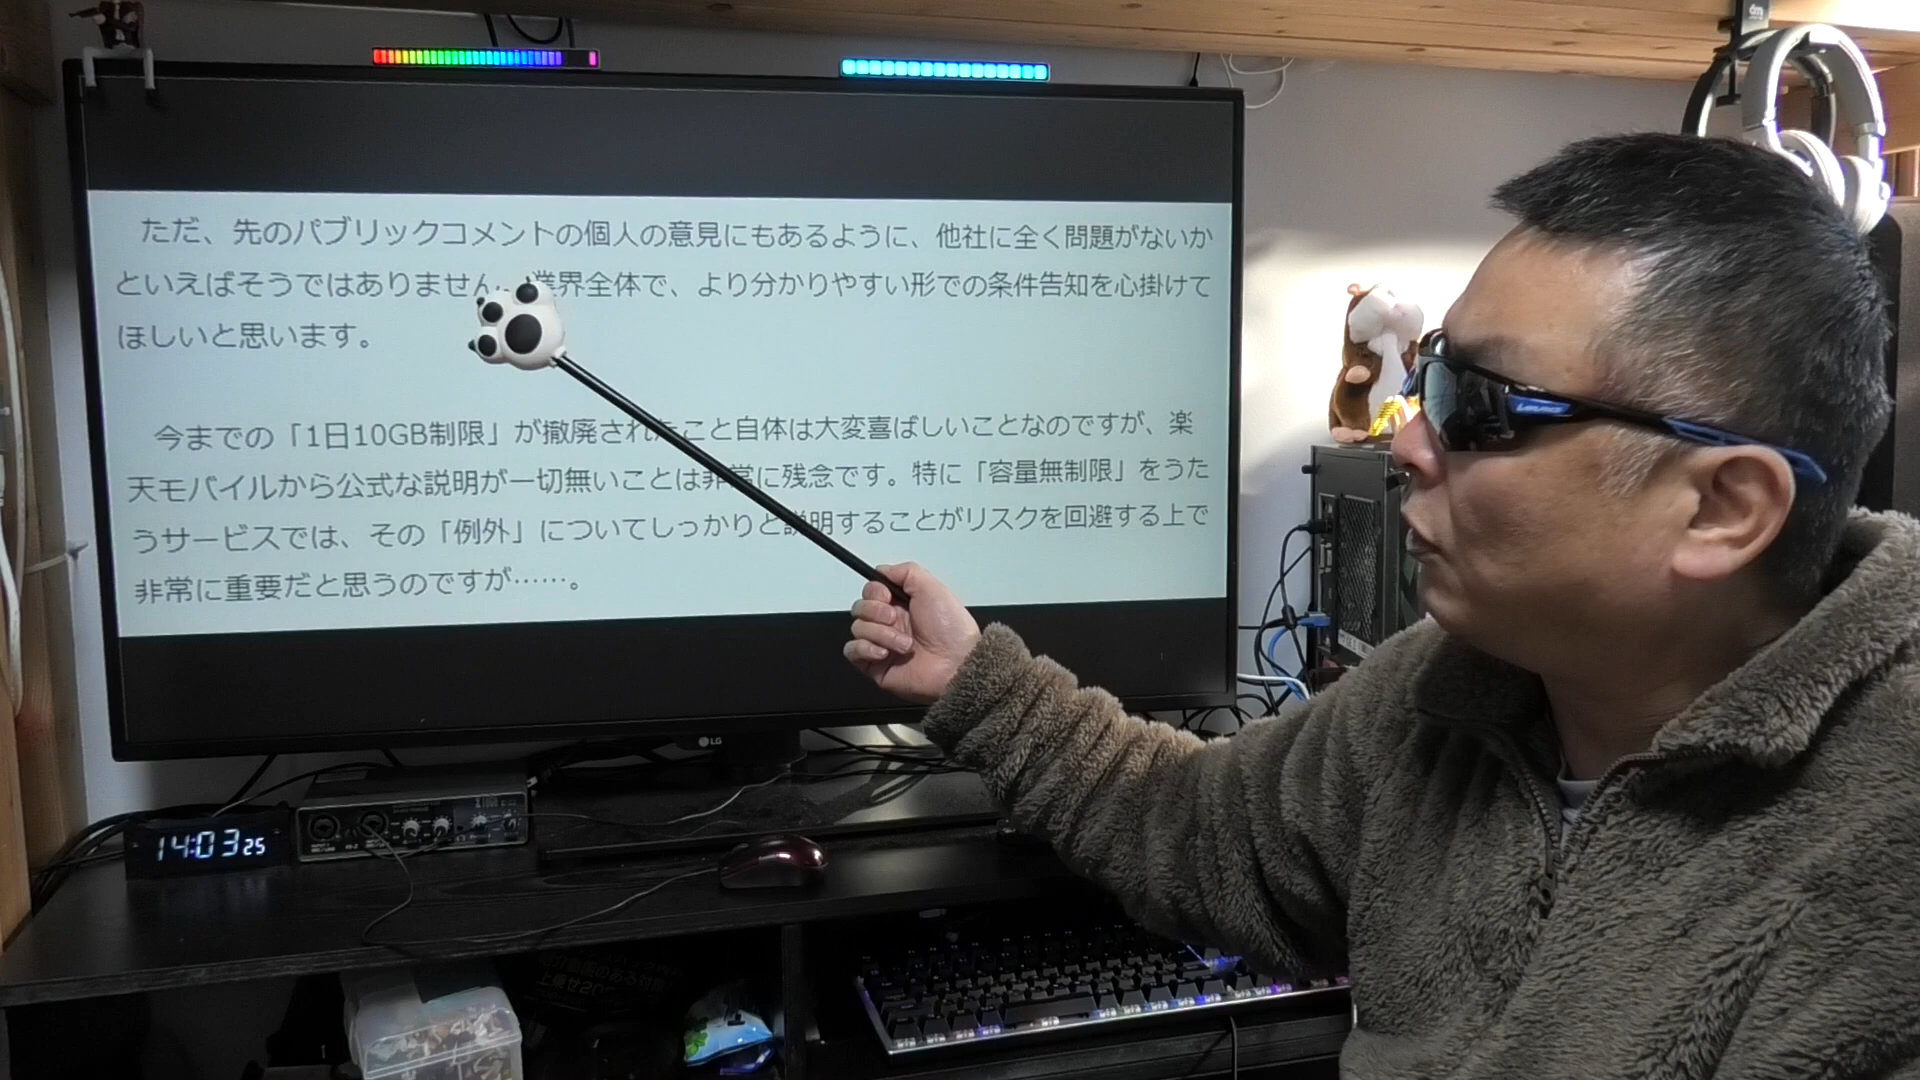 ただ、先のパブリックコメントの個人の意見にもあるように、他社に全く問題がないか
といえばそうではありません。業界全体で、より分かりやすい形での条件告知を心掛けて
ほしいと思います。
今までの「1日10GB制限」が撤廃されたこと自体は大変喜ばしいことなのですが、楽
天モバイルから公式な説明が一切無いことは非常に残念です。特に「容量無制限」をうた
うサービスでは、その「例外」についてしっかりと説明することがリスクを回避する上で
非常に重要だと思うのですが……。
LG
14:03 25